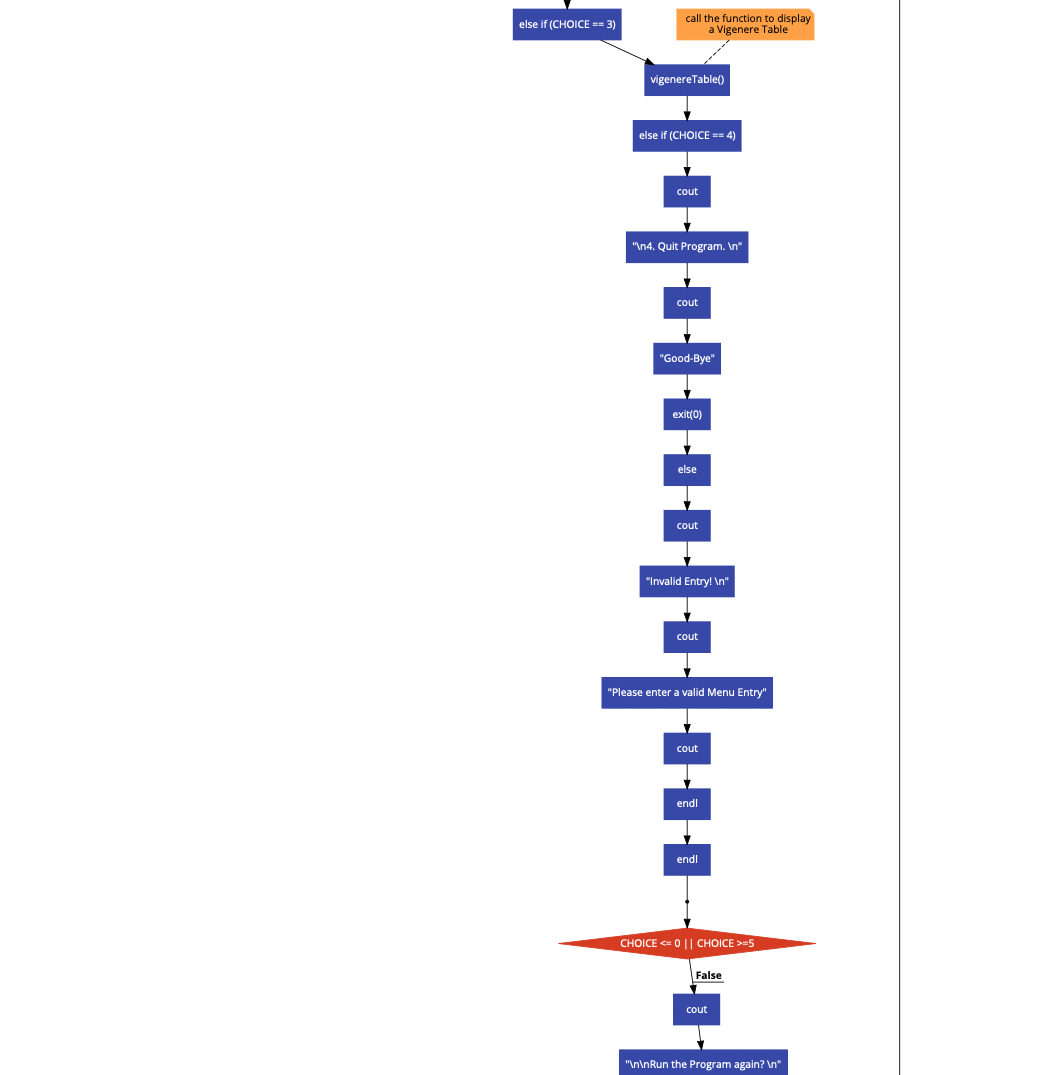 else if (CHOICE == 3)
call the function to display
a Vigenere Table
vigenereTable()
else if (CHOICE == 4)
cout
"\n4. Quit Program. \n"
cout
"Good-Bye"
exit(0)
else
cout
"Invalid Entry! \n"
cout
"Please enter a valid Menu Entry"
cout
endl
endl
CHOICE <= 0 || CHOICE >=5
False
cout
"\n\nRun the Program again? \n"